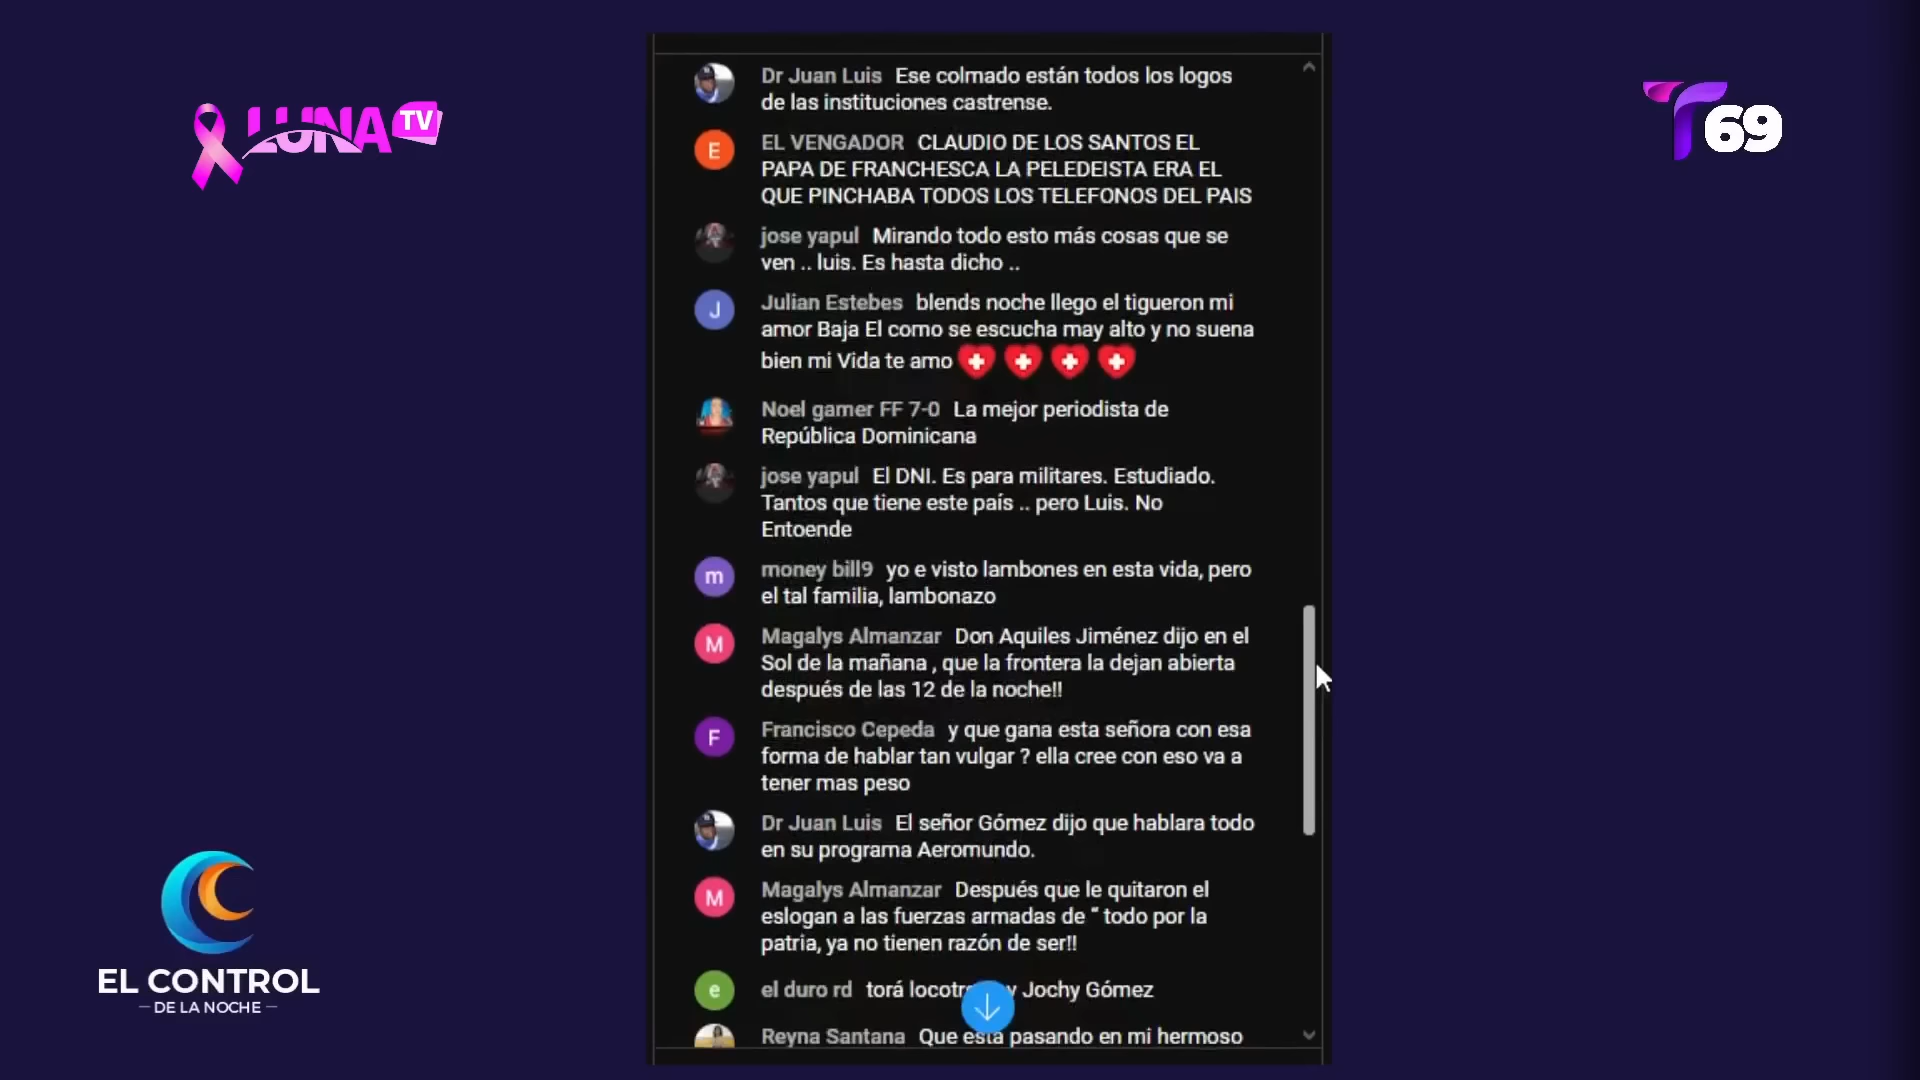 LUNA TV
T 69
Dr Juan Luis Ese colmado están todos los logos
de las instituciones castrense.
E
EL VENGADOR CLAUDIO DE LOS SANTOS EL
PAPA DE FRANCHESCA LA PELEDEISTA ERA EL
QUE PINCHABA TODOS LOS TELEFONOS DEL PAIS
jose yapul Mirando todo esto más cosas que se
ven .. luis. Es hasta dicho ..
J
Julian Estebes blends noche llego el tigueron mi
amor Baja El como se escucha may alto y no suena
bien mi Vida te amo
Noel gamer FF 7-0 La mejor periodista de
República Dominicana
jose yapul El DNI. Es para militares. Estudiado.
Tantos que tiene este país .. pero Luis. No
Entoende
m
money bill9 yo e visto lambones en esta vida, pero
el tal familia, lambonazo
M
Magalys Almanzar Don Aquiles Jiménez dijo en el
Sol de la mañana , que la frontera la dejan abierta
después de las 12 de la noche!!
F
Francisco Cepeda y que gana esta señora con esa
forma de hablar tan vulgar ? ella cree con eso va a
tener mas peso
Dr Juan Luis El señor Gómez dijo que hablara todo
en su programa Aeromundo.
M
Magalys Almanzar Después que le quitaron el
eslogan a las fuerzas armadas de “ todo por la
patria, ya no tienen razón de ser!!
e
el duro rd torá y Jochy Gómez
Reyna Santana Que esta pasando en mi hermoso
EL CONTROL
DE LA NOCHE